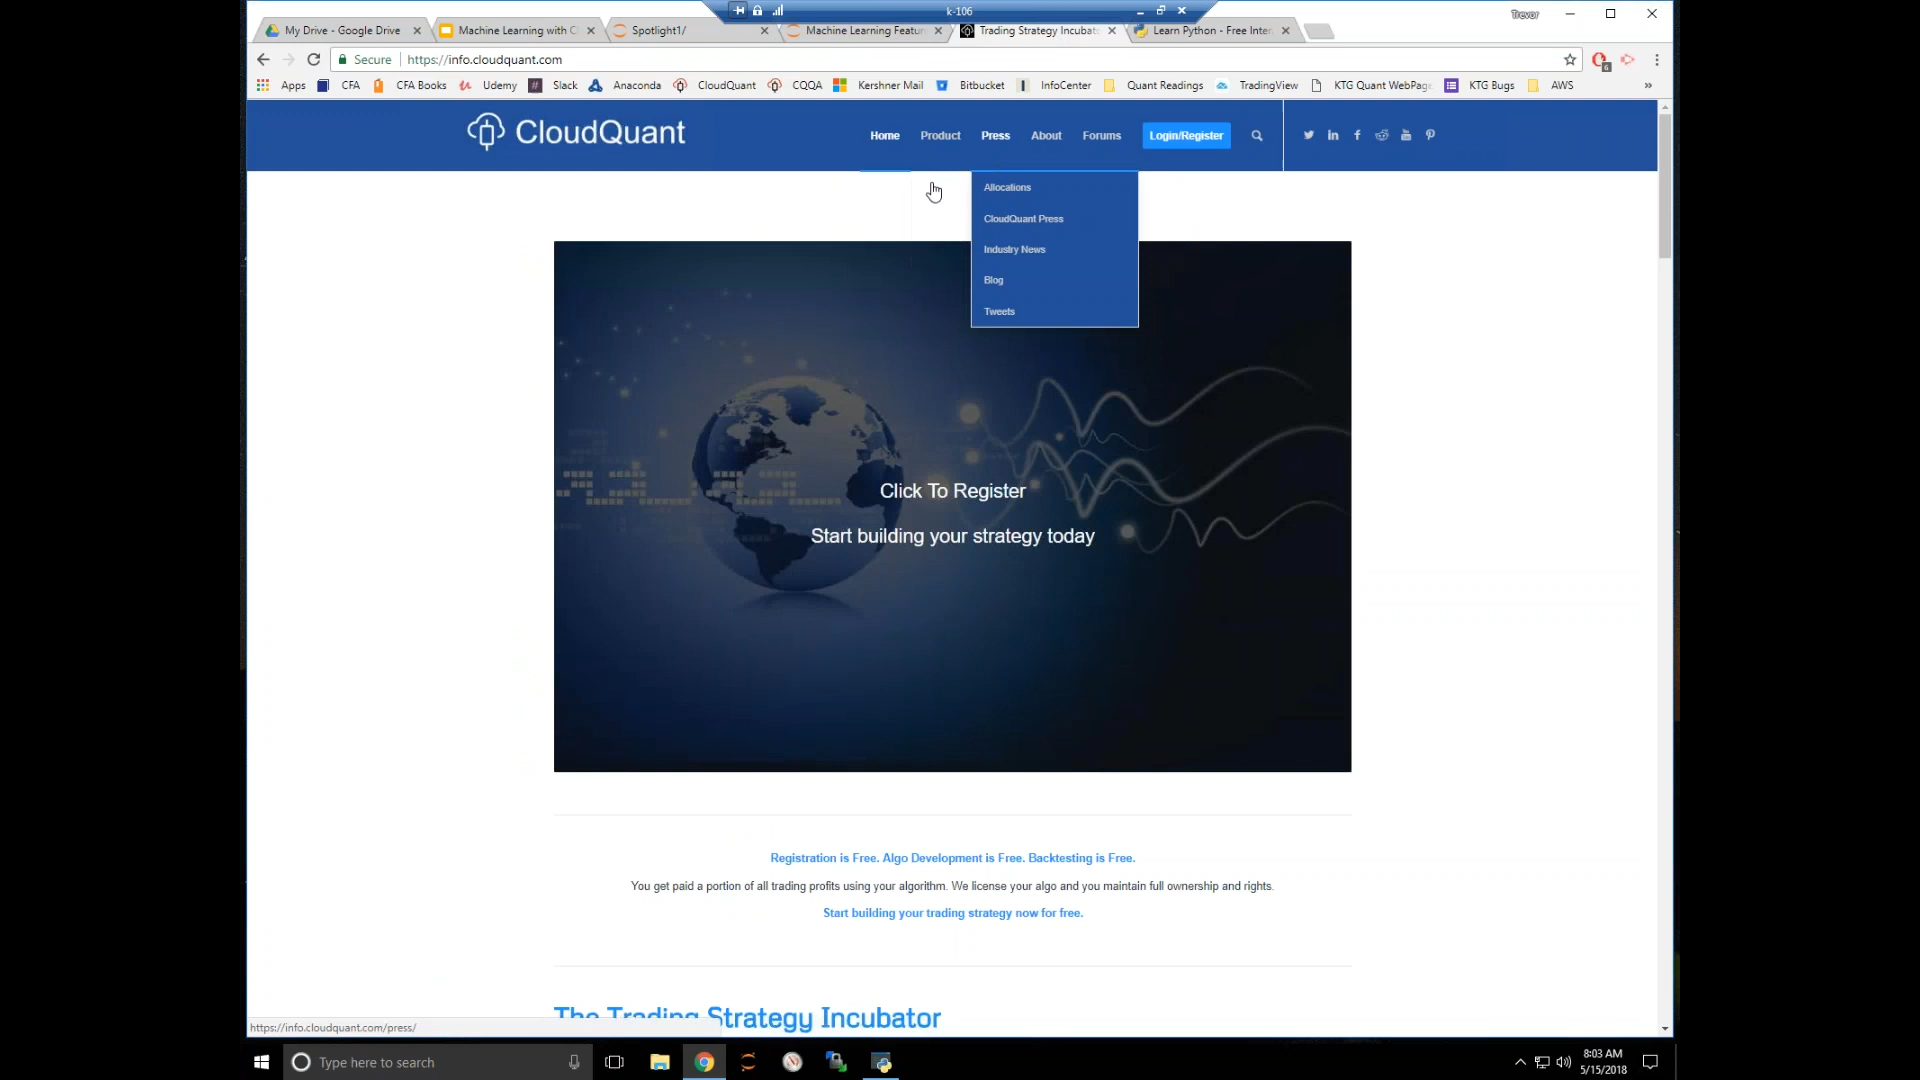 k-106
Trevor
My Drive - Google Drive
Machine Learning with C
Spotlight1/
Machine Learning Featur
Trading Strategy Incubat
Learn Python - Free Inter
Secure
https://info.cloudquant.com
6
Apps
CFA
CFA Books
Udemy
Slack
Anaconda
CloudQuant
CQQA
Kershner Mail
Bitbucket
InfoCenter
Quant Readings
TradingView
KTG Quant WebPage
KTG Bugs
AWS
»
CloudQuant
Home
Product
Press
About
Forums
Login/Register
Allocations
CloudQuant Press
Industry News
Blog
Tweets
Click To Register
Start building your strategy today
Registration is Free. Algo Development is Free. Backtesting is Free.
You get paid a portion of all trading profits using your algorithm. We license your algo and you maintain full ownership and rights.
Start building your trading strategy now for free.
The Trading Strategy Incubator
https://info.cloudquant.com/press/
Type here to search
8:03 AM
5/15/2018